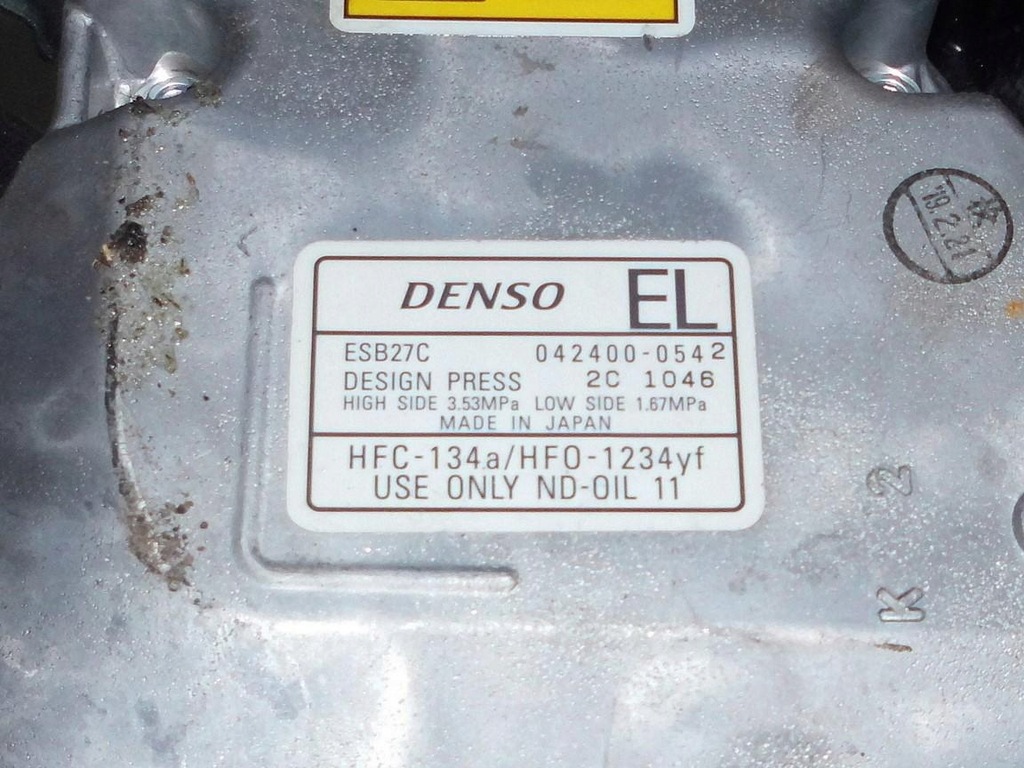 DENSO EL
ESB27C 042400-0542
DESIGN PRESS 2C 1046
HIGH SIDE 3.53MPa LOW SIDE 1.67MPa
MADE IN JAPAN
HFC-134a/HFO-1234yf
USE ONLY ND-OIL 11
'19.2.21
K 2